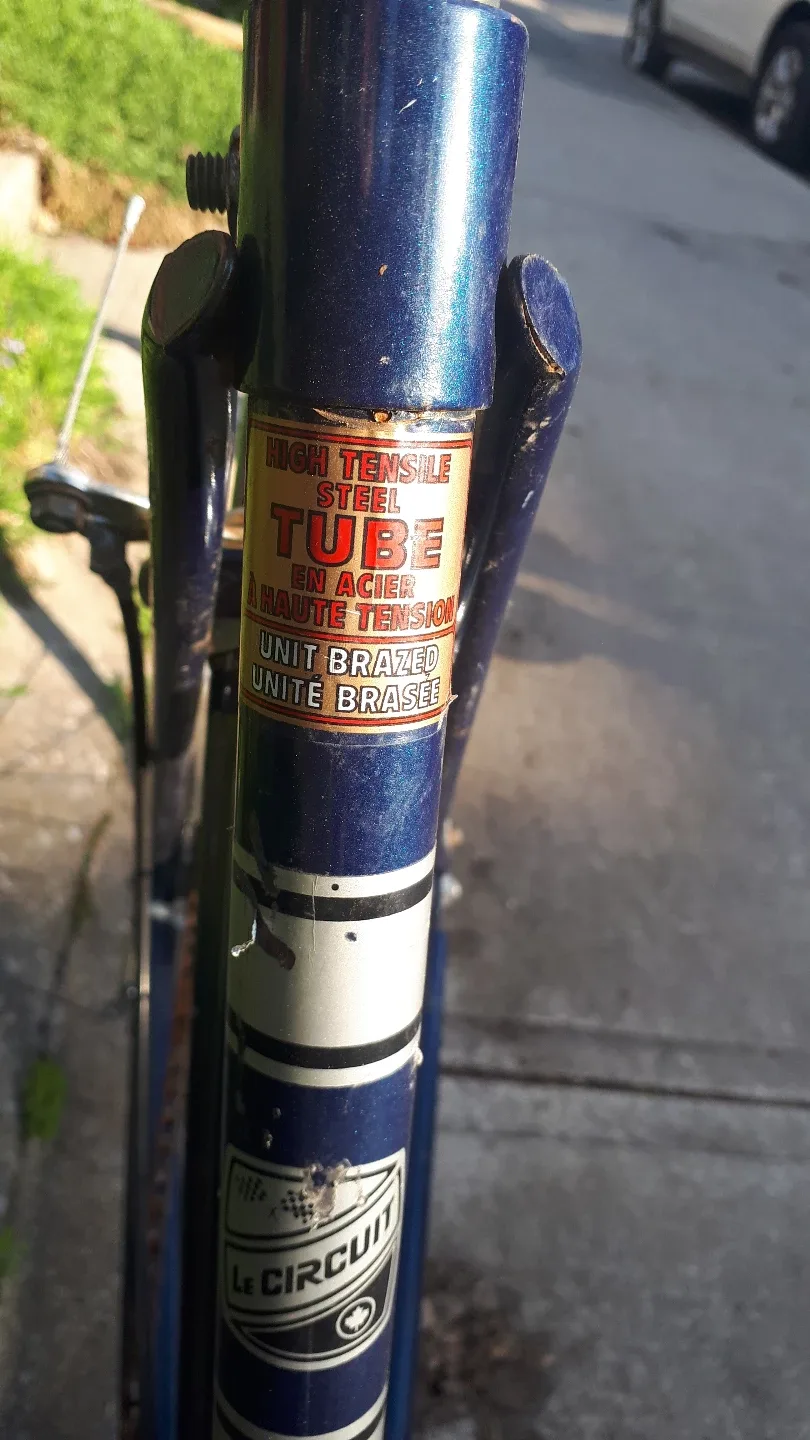 HIGH TENSILE
STEEL
TUBE
EN ACIER
À HAUTE TENSION
UNIT BRAZED
UNITÉ BRASÉE
LE CIRCUIT